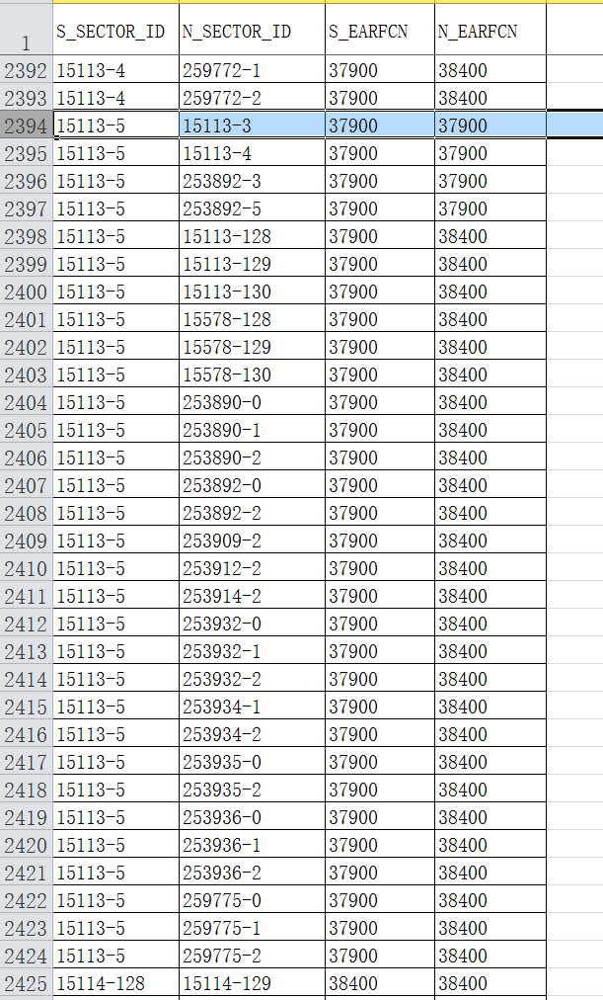 1 S_SECTOR_ID N_SECTOR_ID S_EARFCN N_EARFCN
2392 15113-4 259772-1 37900 38400
2393 15113-4 259772-2 37900 38400
2394 15113-5 15113-3 37900 37900
2395 15113-5 15113-4 37900 37900
2396 15113-5 253892-3 37900 37900
2397 15113-5 253892-5 37900 37900
2398 15113-5 15113-128 37900 38400
2399 15113-5 15113-129 37900 38400
2400 15113-5 15113-130 37900 38400
2401 15113-5 15578-128 37900 38400
2402 15113-5 15578-129 37900 38400
2403 15113-5 15578-130 37900 38400
2404 15113-5 253890-0 37900 38400
2405 15113-5 253890-1 37900 38400
2406 15113-5 253890-2 37900 38400
2407 15113-5 253892-0 37900 38400
2408 15113-5 253892-2 37900 38400
2409 15113-5 253909-2 37900 38400
2410 15113-5 253912-2 37900 38400
2411 15113-5 253914-2 37900 38400
2412 15113-5 253932-0 37900 38400
2413 15113-5 253932-1 37900 38400
2414 15113-5 253932-2 37900 38400
2415 15113-5 253934-1 37900 38400
2416 15113-5 253934-2 37900 38400
2417 15113-5 253935-0 37900 38400
2418 15113-5 253935-2 37900 38400
2419 15113-5 253936-0 37900 38400
2420 15113-5 253936-1 37900 38400
2421 15113-5 253936-2 37900 38400
2422 15113-5 259775-0 37900 38400
2423 15113-5 259775-1 37900 38400
2424 15113-5 259775-2 37900 38400
2425 15114-128 15114-129 38400 38400